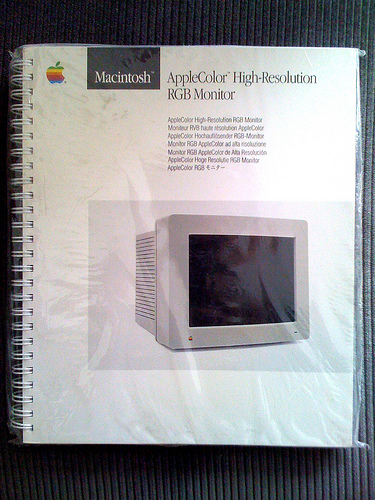 Macintosh™
AppleColor™ High-Resolution
RGB Monitor
AppleColor High-Resolution RGB Monitor
Moniteur RVB haute résolution AppleColor
AppleColor Hochauflösender RGB-Monitor
Monitor RGB AppleColor ad alta risoluzione
Monitor RGB AppleColor de Alta Resolución
AppleColor Hoge Resolutie RGB Monitor
AppleColor RGB モニター